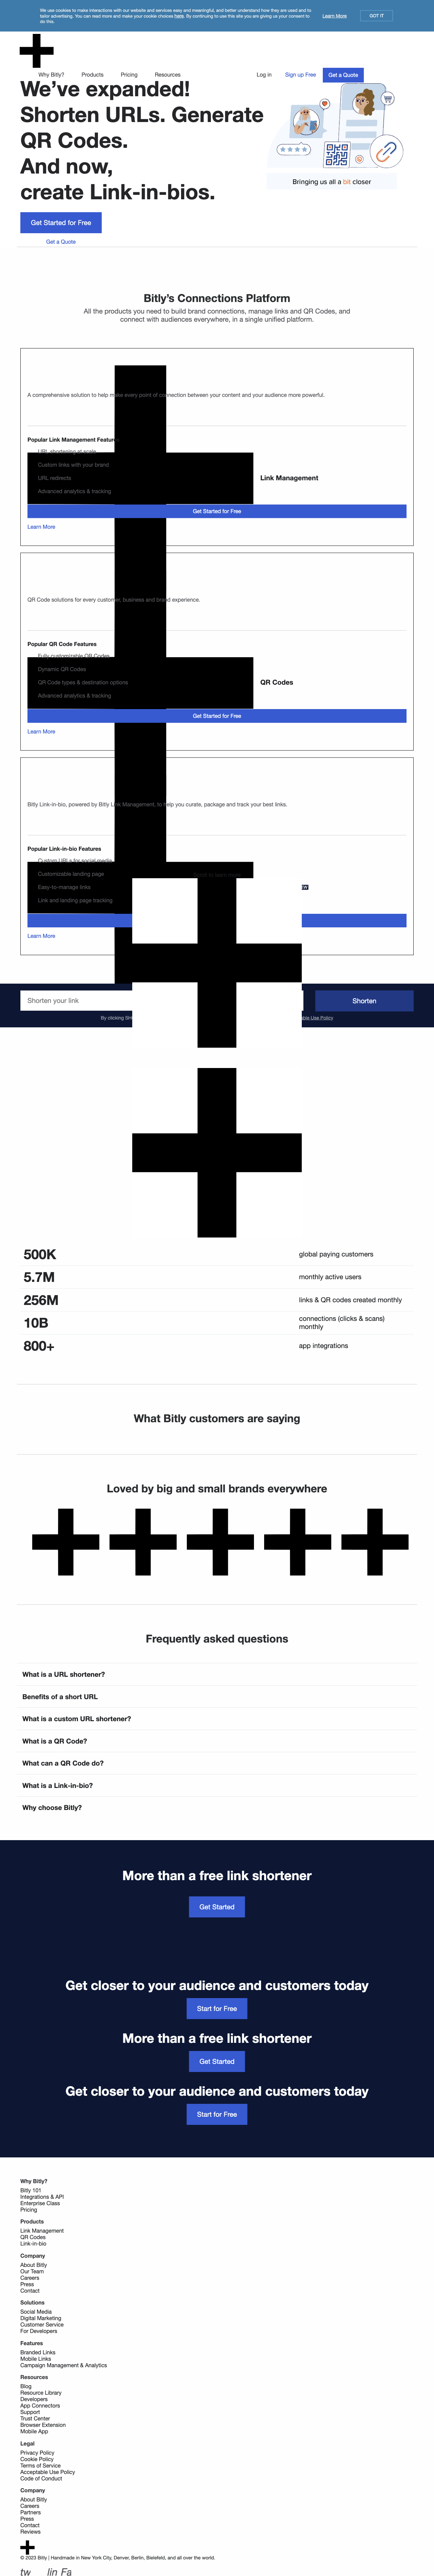 We use cookies to make interactions with our website and services easy and meaningful, and better understand how they are used and to
tailor advertising. You can read more and make your cookie choices here. By continuing to use this site you are giving us your consent to
do this.
Learn More
GOT IT
Why Bitly?
Products
Pricing
Resources
Log in
Sign up Free
Get a Quote
We've expanded!
Shorten URLs. Generate
QR Codes.
And now,
create Link-in-bios.
Bringing us all a bit closer
Get Started for Free
Get a Quote
Bitly's Connections Platform
All the products you need to build brand connections, manage links and QR Codes, and
connect with audiences everywhere, in a single unified platform.
A comprehensive solution to help make every point of connection between your content and your audience more powerful.
Popular Link Management Features
URL shortening at scale
Custom links with your brand
URL redirects
Advanced analytics & tracking
Link Management
Get Started for Free
Learn More
QR Code solutions for every customer, business and brand experience.
Popular QR Code Features
Fully customizable QR Codes
Dynamic QR Codes
QR Code types & destination options
Advanced analytics & tracking
QR Codes
Get Started for Free
Learn More
Bitly Link-in-bio, powered by Bitly Link Management, to help you curate, package and track your best links.
Popular Link-in-bio Features
Custom URLs for social media
Customizable landing page
Easy-to-manage links
Link and landing page tracking
Learn More
Shorten your link
Shorten
By clicking
Use Policy
500K
global paying customers
5.7M
monthly active users
256M
links & QR codes created monthly
10B
connections (clicks & scans)
monthly
800+
app integrations
What Bitly customers are saying
Loved by big and small brands everywhere
Frequently asked questions
What is a URL shortener?
Benefits of a short URL
What is a custom URL shortener?
What is a QR Code?
What can a QR Code do?
What is a Link-in-bio?
Why choose Bitly?
More than a free link shortener
Get Started
Get closer to your audience and customers today
Start for Free
More than a free link shortener
Get Started
Get closer to your audience and customers today
Start for Free
Why Bitly?
Bitly 101
Integrations & API
Enterprise Class
Pricing
Products
Link Management
QR Codes
Link-in-bio
Company
About Bitly
Our Team
Careers
Press
Contact
Solutions
Social Media
Digital Marketing
Customer Service
For Developers
Features
Branded Links
Mobile Links
Campaign Management & Analytics
Resources
Blog
Resource Library
Developers
App Connectors
Support
Trust Center
Browser Extension
Mobile App
Legal
Privacy Policy
Cookie Policy
Terms of Service
Acceptable Use Policy
Code of Conduct
Company
About Bitly
Careers
Partners
Press
Contact
Reviews
© 2023 Bitly | Handmade in New York City, Denver, Berlin, Bielefeld, and all over the world.
tw
lin Fa